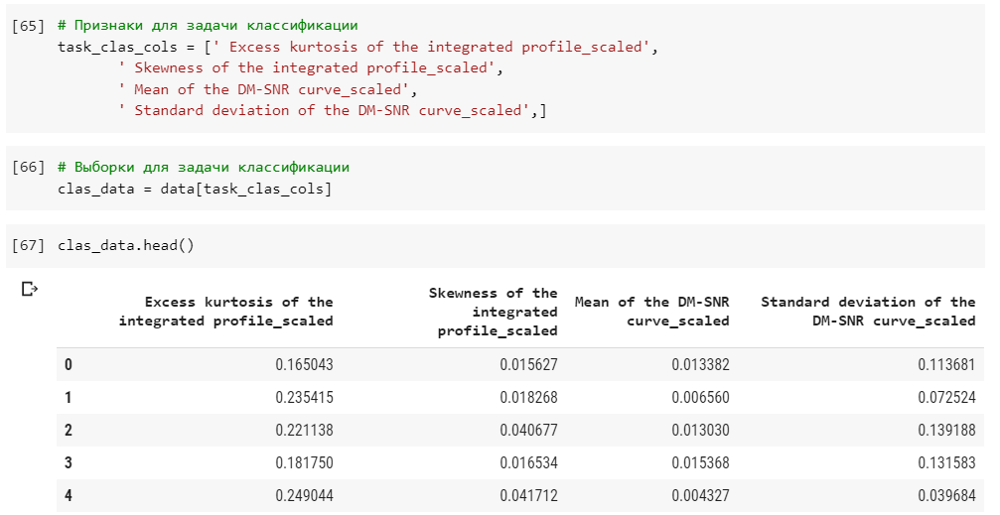 [65] # Признаки для задачи классификации
task_clas_cols = [' Excess kurtosis of the integrated profile_scaled',
' Skewness of the integrated profile_scaled',
' Mean of the DM-SNR curve_scaled',
' Standard deviation of the DM-SNR curve_scaled',]
[66] # Выборки для задачи классификации
clas_data = data[task_clas_cols]
[67] clas_data.head()
Excess kurtosis of the
integrated profile_scaled
Skewness of the
integrated
profile_scaled
Mean of the DM-SNR
curve_scaled
Standard deviation of the
DM-SNR curve_scaled
0 0.165043 0.015627 0.013382 0.113681
1 0.235415 0.018268 0.006560 0.072524
2 0.221138 0.040677 0.013030 0.139188
3 0.181750 0.016534 0.015368 0.131583
4 0.249044 0.041712 0.004327 0.039684